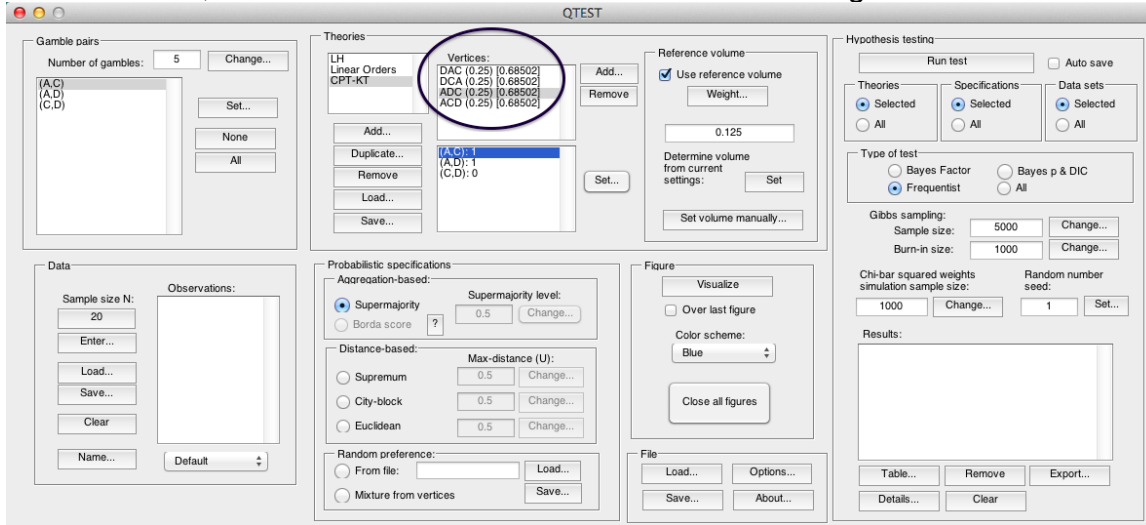 QTEST
Gamble pairs
Number of gambles: 5 Change...
(A,C)
(A,D)
(C,D)
Set...
None
All
Theories
LH
Linear Orders
CPT-KT
Add...
Duplicate...
Remove
Load...
Save...
Vertices:
DAC (0.25) [0.68502]
DCA (0.25) [0.68502]
ADC (0.25) [0.68502]
ACD (0.25) [0.68502]
Add...
Remove
(A,C): 1
(A,D): 1
(C,D): 0
Set...
Reference volume
Use reference volume
Weight...
0.125
Determine volume
from current
settings: Set
Set volume manually...
Hypothesis testing
Run test Auto save
Theories Specifications Data sets
Selected Selected Selected
All All All
Type of test
Bayes Factor Bayes p & DIC
Frequentist All
Gibbs sampling:
Sample size: 5000 Change...
Burn-in size: 1000 Change...
Chi-bar squared weights
simulation sample size:
Random number
seed:
1000 Change... 1 Set...
Results:
Table... Remove Export...
Details... Clear
Data
Sample size N:
Observations:
20
Enter...
Load...
Save...
Clear
Name... Default
Probabilistic specifications
Aggregation-based:
Supermajority
Supermajority level:
0.5 Change...
Borda score ?
Distance-based:
Max-distance (U):
Supremum 0.5 Change...
City-block 0.5 Change...
Euclidean 0.5 Change...
Random preference:
From file: Load...
Mixture from vertices Save...
Figure
Visualize
Over last figure
Color scheme:
Blue
Close all figures
File
Load... Options...
Save... About...